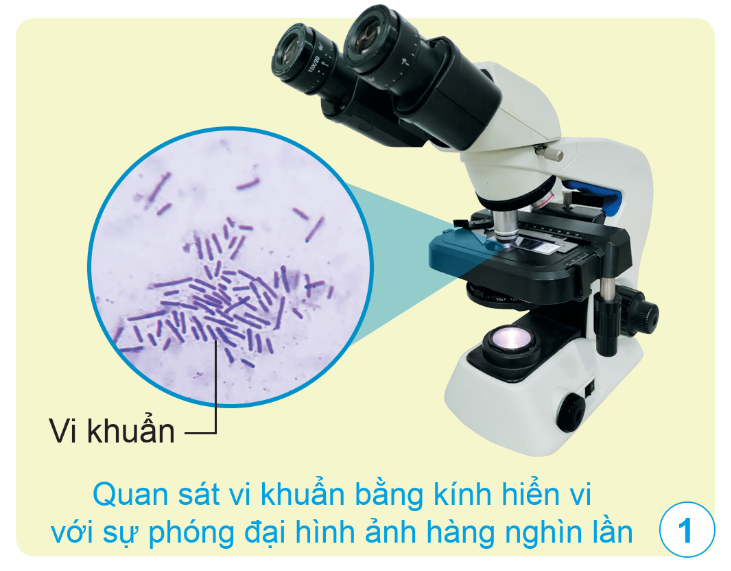 Vi khuẩn
Quan sát vi khuẩn bằng kính hiển vi
với sự phóng đại hình ảnh hàng nghìn lần
1